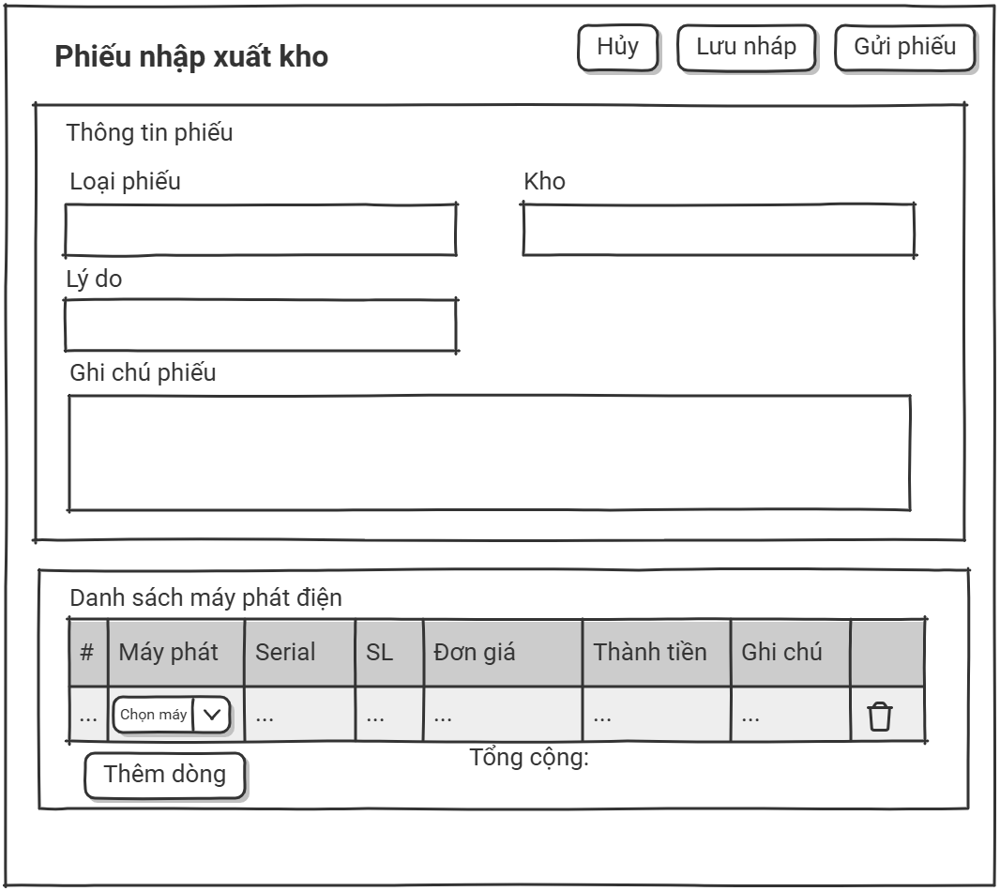 Phiếu nhập xuất kho
Hủy
Lưu nháp
Gửi phiếu
Thông tin phiếu
Loại phiếu
Kho
Lý do
Ghi chú phiếu
Danh sách máy phát điện
# Máy phát Serial SL Đơn giá Thành tiền Ghi chú
... Chọn máy ... ... ... ... ...
Tổng cộng:
Thêm dòng